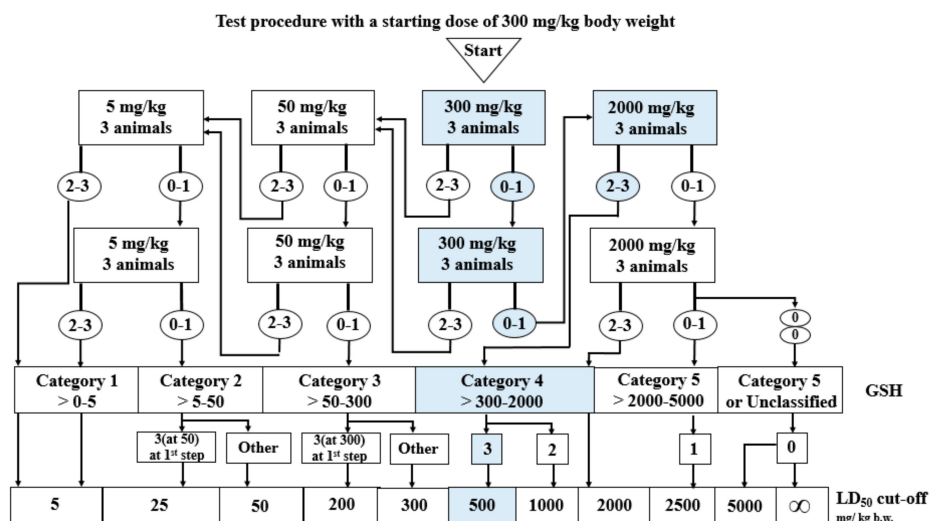 Test procedure with a starting dose of 300 mg/kg body weight
Start
5 mg/kg
3 animals
50 mg/kg
3 animals
300 mg/kg
3 animals
2000 mg/kg
3 animals
2-3
0-1
2-3
0-1
2-3
0-1
2-3
0-1
5 mg/kg
3 animals
50 mg/kg
3 animals
300 mg/kg
3 animals
2000 mg/kg
3 animals
2-3
0-1
2-3
0-1
2-3
0-1
2-3
0-1
0
0
Category 1
> 0-5
Category 2
> 5-50
Category 3
> 50-300
Category 4
> 300-2000
Category 5
> 2000-5000
Category 5
or Unclassified
GSH
3(at 50)
at 1st step
Other
3(at 300)
at 1st step
Other
3
2
1
0
5
25
50
200
300
500
1000
2000
2500
5000
∞
LD50 cut-off
mg/ kg b.w.